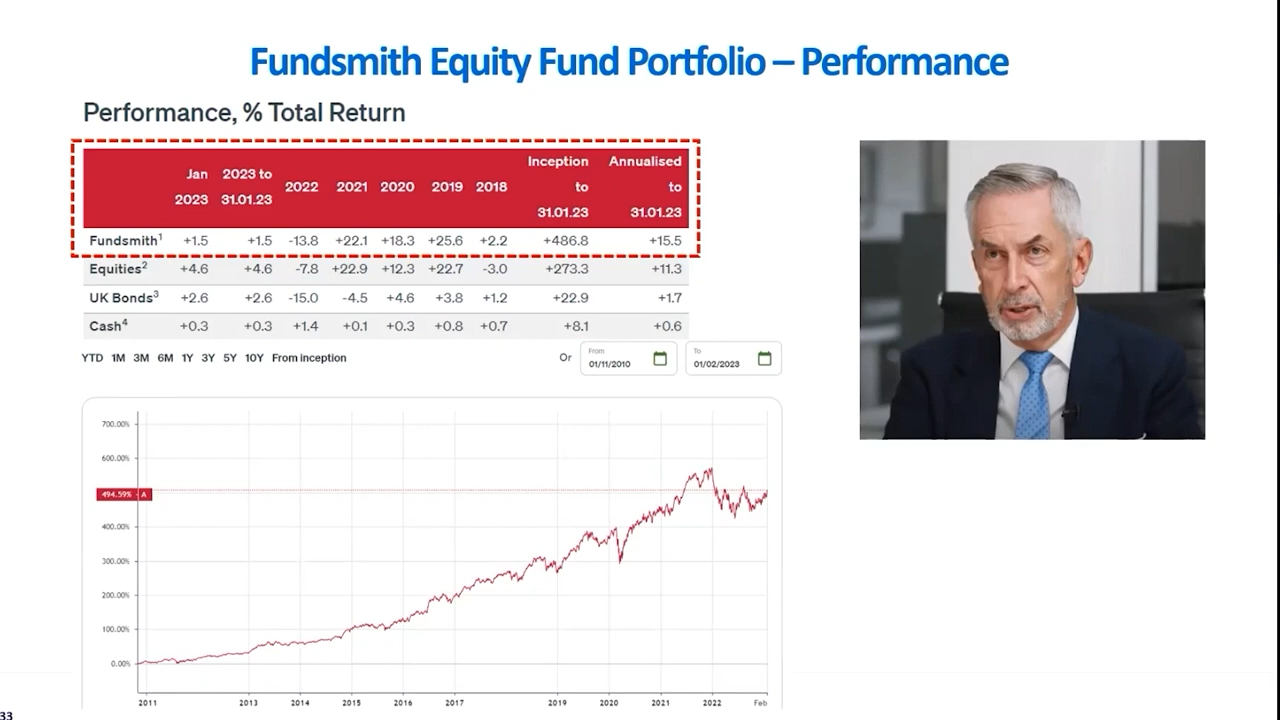 Fundsmith Equity Fund Portfolio – Performance
Performance, % Total Return
Jan 2023 2023 to 31.01.23 2022 2021 2020 2019 2018 Inception to 31.01.23 Annualised to 31.01.23
Fundsmith¹ +1.5 +1.5 -13.8 +22.1 +18.3 +25.6 +2.2 +486.8 +15.5
Equities² +4.6 +4.6 -7.8 +22.9 +12.3 +22.7 -3.0 +273.3 +11.3
UK Bonds³ +2.6 +2.6 -15.0 -4.5 +4.6 +3.8 +1.2 +22.9 +1.7
Cash⁴ +0.3 +0.3 +1.4 +0.1 +0.3 +0.8 +0.7 +8.1 +0.6
YTD 1M 3M 6M 1Y 3Y 5Y 10Y From inception Or From 01/11/2010 To 01/02/2023
700.00%
600.00%
494.59% A
400.00%
300.00%
200.00%
100.00%
0.00%
2011 2013 2014 2015 2016 2017 2019 2020 2021 2022 Feb
33